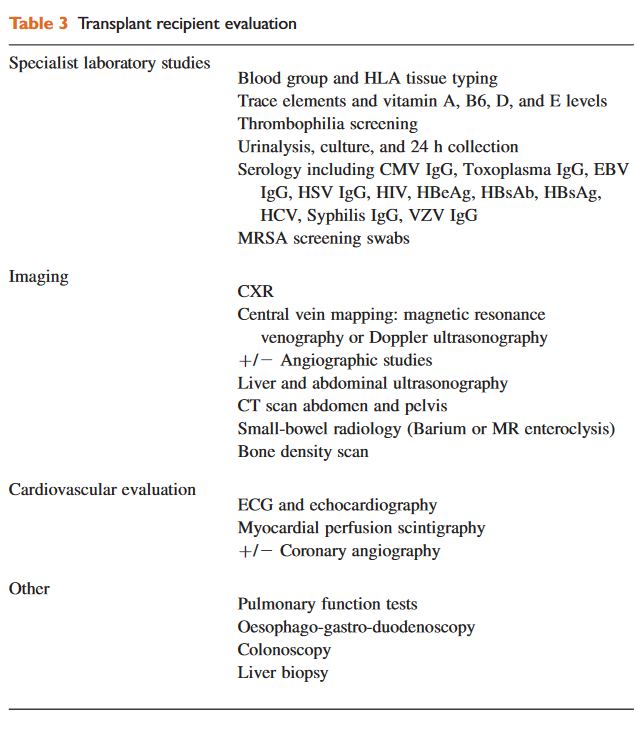 Table 3 Transplant recipient evaluation
Specialist laboratory studies
Blood group and HLA tissue typing
Trace elements and vitamin A, B6, D, and E levels
Thrombophilia screening
Urinalysis, culture, and 24 h collection
Serology including CMV IgG, Toxoplasma IgG, EBV
IgG, HSV IgG, HIV, HBeAg, HBsAb, HBsAg,
HCV, Syphilis IgG, VZV IgG
MRSA screening swabs
Imaging
CXR
Central vein mapping: magnetic resonance
venography or Doppler ultrasonography
+/− Angiographic studies
Liver and abdominal ultrasonography
CT scan abdomen and pelvis
Small-bowel radiology (Barium or MR enteroclysis)
Bone density scan
Cardiovascular evaluation
ECG and echocardiography
Myocardial perfusion scintigraphy
+/− Coronary angiography
Other
Pulmonary function tests
Oesophago-gastro-duodenoscopy
Colonoscopy
Liver biopsy